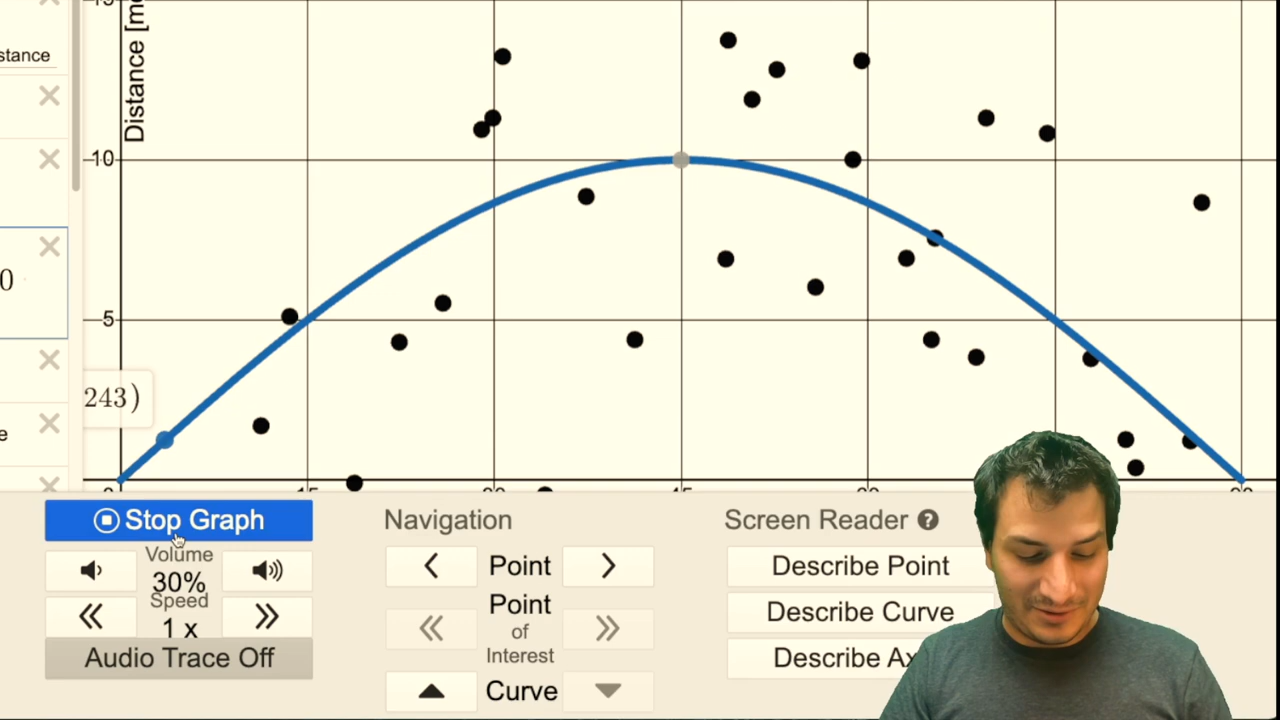 Distance [m
stance
10
5
0
243)
e
Stop Graph
Volume
30%
Speed
1 x
Audio Trace Off
Navigation
Point
Point
of
Interest
Curve
Screen Reader ?
Describe Point
Describe Curve
Describe Ax